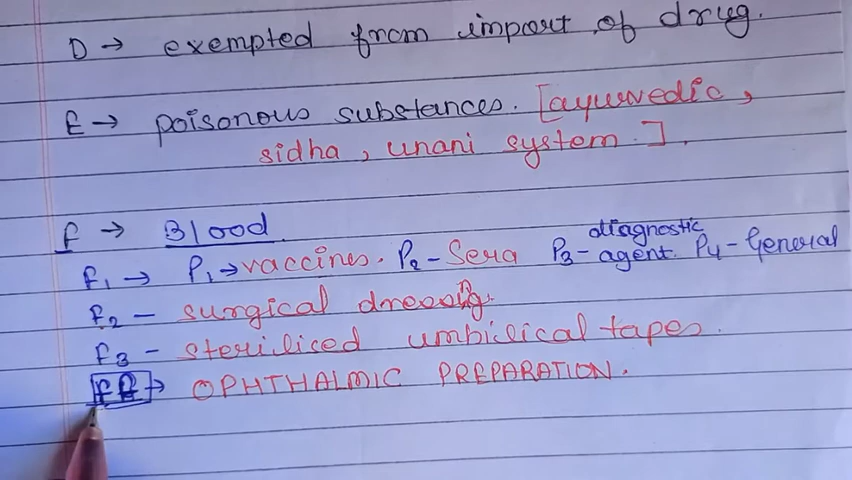 D → exempted from import of drug.
E → poisonous substances. [ayurvedic,
sidha, unani system.].
F → Blood
F1 → P1 → vaccines. P2 - Sera P3 - diagnostic agent. P4 - General
F2 - surgical dressing.
F3 - sterilised umbilical tapes.
FF → OPHTHALMIC PREPARATION.